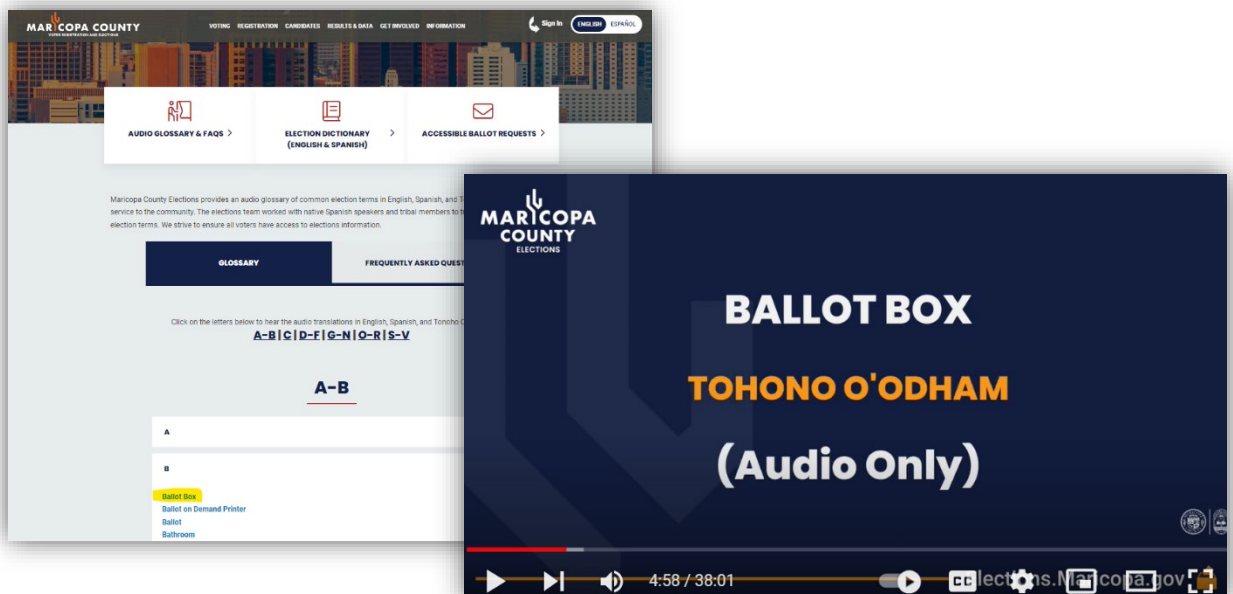 MARICOPA COUNTY
VOTER REGISTRATION AND ELECTIONS
VOTING REGISTRATION CANDIDATES RESULTS & DATA GET INVOLVED INFORMATION
Sign In
ENGLISH ESPAÑOL
AUDIO GLOSSARY & FAQS >
ELECTION DICTIONARY >
(ENGLISH & SPANISH)
ACCESSIBLE BALLOT REQUESTS >
Maricopa County Elections provides an audio glossary of common election terms in English, Spanish, and
service to the community. The elections team worked with native Spanish speakers and tribal members to
election terms. We strive to ensure all voters have access to elections information.
GLOSSARY
FREQUENTLY ASKED QUEST
Click on the letters below to hear the audio translations in English, Spanish, and Tonoho
A-B | C | D-F | G-N | O-R | S-V
A-B
A
B
Ballot Box
Ballot on Demand Printer
Ballot
Bathroom
MARICOPA
COUNTY
ELECTIONS
BALLOT BOX
TOHONO O'ODHAM
(Audio Only)
4:58 / 38:01
CC
lections.Maricopa.gov